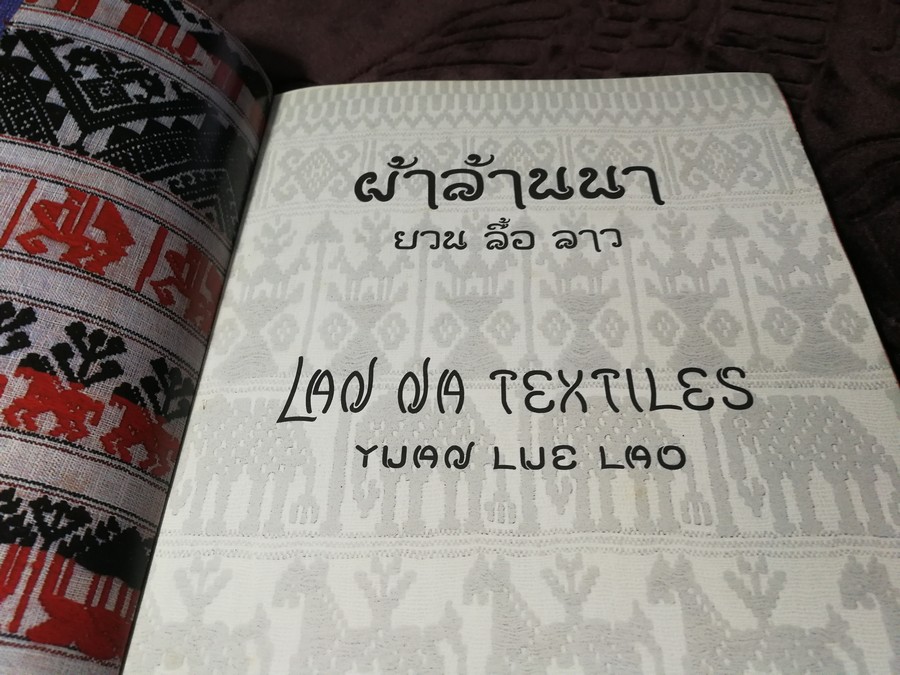 ผ้าล้านนา
ยวน ลื้อ ลาว
LAN NA TEXTILES
YUAN LUE LAO